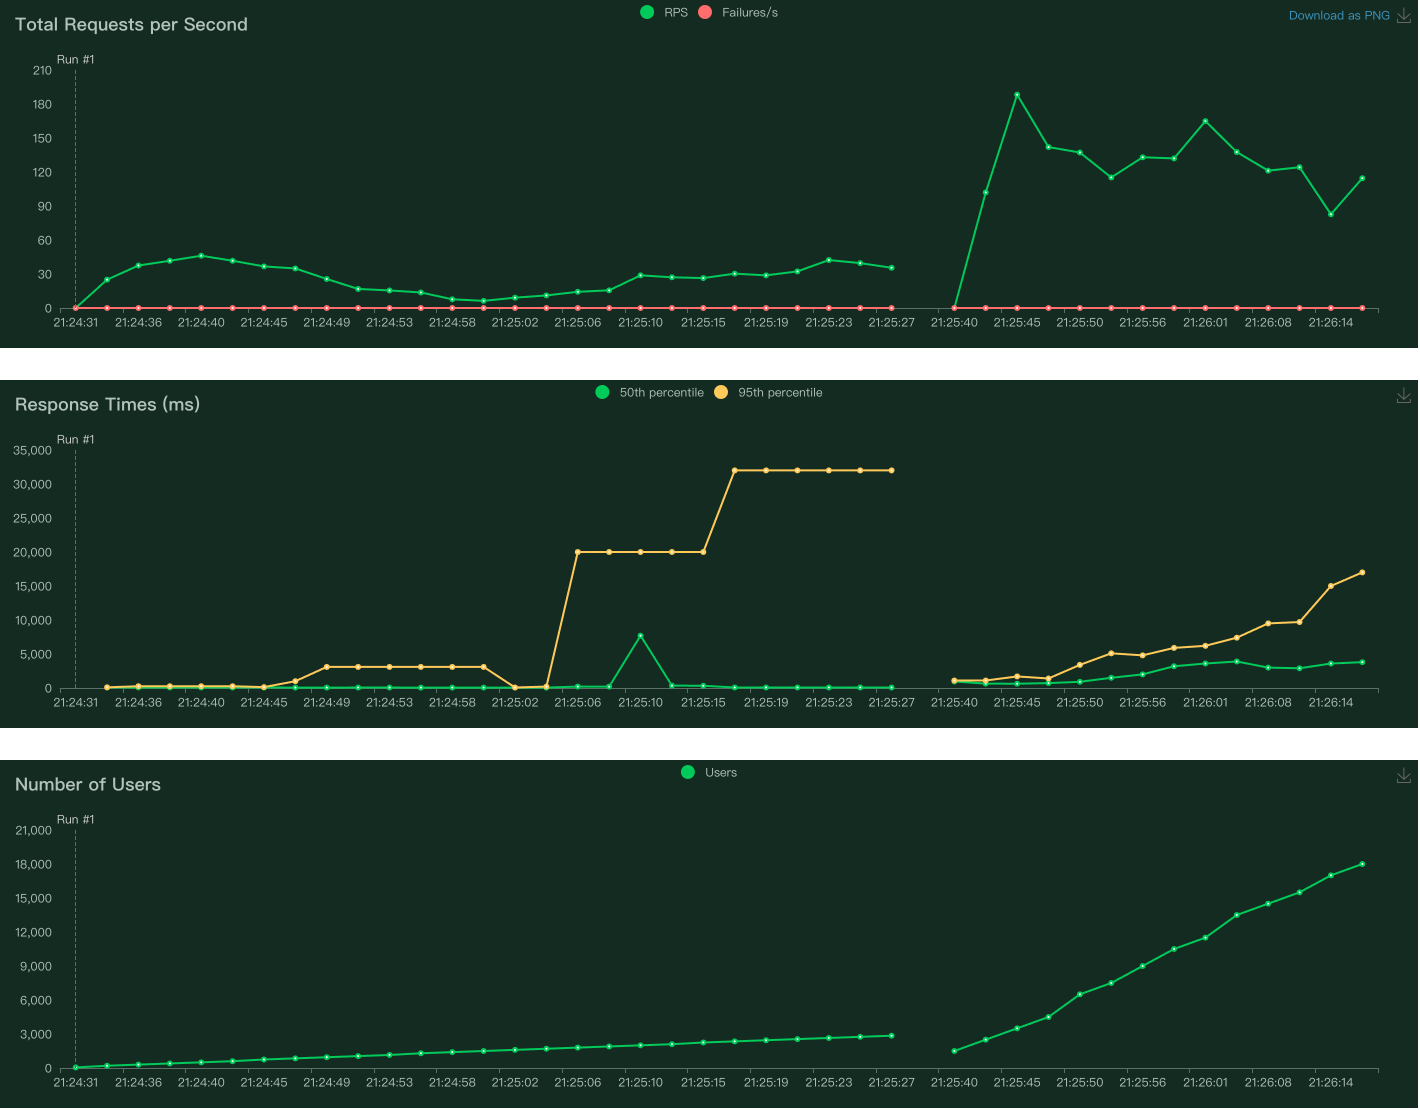 Total Requests per Second
RPS Failures/s
Download as PNG
Run #1
210
180
150
120
90
60
30
0
21:24:31 21:24:36 21:24:40 21:24:45 21:24:49 21:24:53 21:24:58 21:25:02 21:25:06 21:25:10 21:25:15 21:25:19 21:25:23 21:25:27 21:25:40 21:25:45 21:25:50 21:25:56 21:26:01 21:26:08 21:26:14
Response Times (ms)
50th percentile 95th percentile
Run #1
35,000
30,000
25,000
20,000
15,000
10,000
5,000
0
21:24:31 21:24:36 21:24:40 21:24:45 21:24:49 21:24:53 21:24:58 21:25:02 21:25:06 21:25:10 21:25:15 21:25:19 21:25:23 21:25:27 21:25:40 21:25:45 21:25:50 21:25:56 21:26:01 21:26:08 21:26:14
Number of Users
Users
Run #1
21,000
18,000
15,000
12,000
9,000
6,000
3,000
0
21:24:31 21:24:36 21:24:40 21:24:45 21:24:49 21:24:53 21:24:58 21:25:02 21:25:06 21:25:10 21:25:15 21:25:19 21:25:23 21:25:27 21:25:40 21:25:45 21:25:50 21:25:56 21:26:01 21:26:08 21:26:14